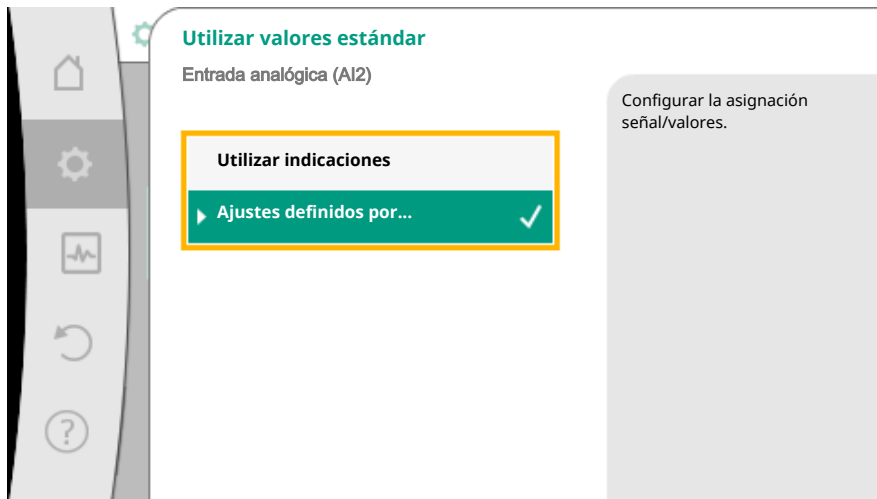 Utilizar valores estándar
Entrada analógica (AI2)
Configurar la asignación
señal/valores.
Utilizar indicaciones
Ajustes definidos por...
?